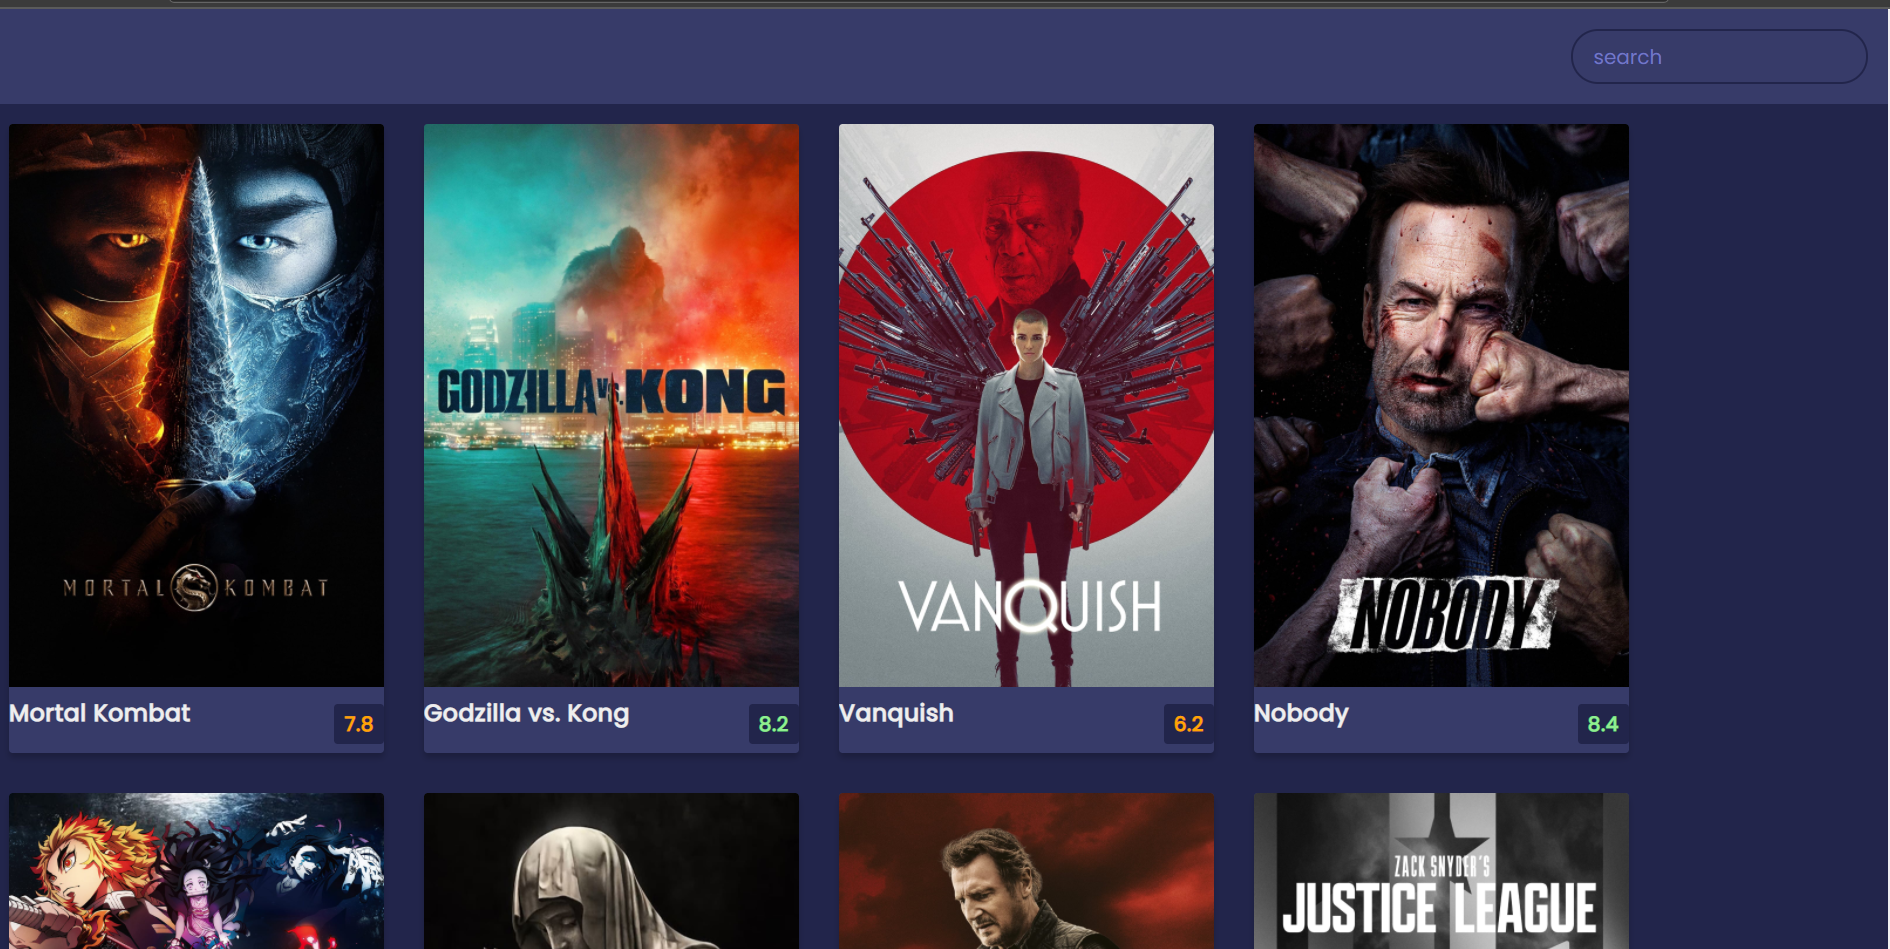 search
MORTAL KOMBAT
GODZILLA VS. KONG
VANQUISH
NOBODY
Mortal Kombat
7.8
Godzilla vs. Kong
8.2
Vanquish
6.2
Nobody
8.4
ZACK SNYDER'S
JUSTICE LEAGUE